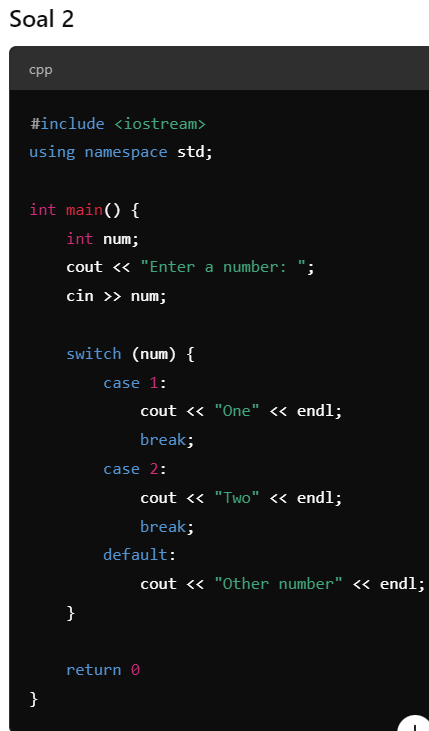 Soal 2
cpp
#include <iostream>
using namespace std;
int main() {
    int num;
    cout << "Enter a number: ";
    cin >> num;
    switch (num) {
        case 1:
            cout << "One" << endl;
            break;
        case 2:
            cout << "Two" << endl;
            break;
        default:
            cout << "Other number" << endl;
    }
    return 0
}